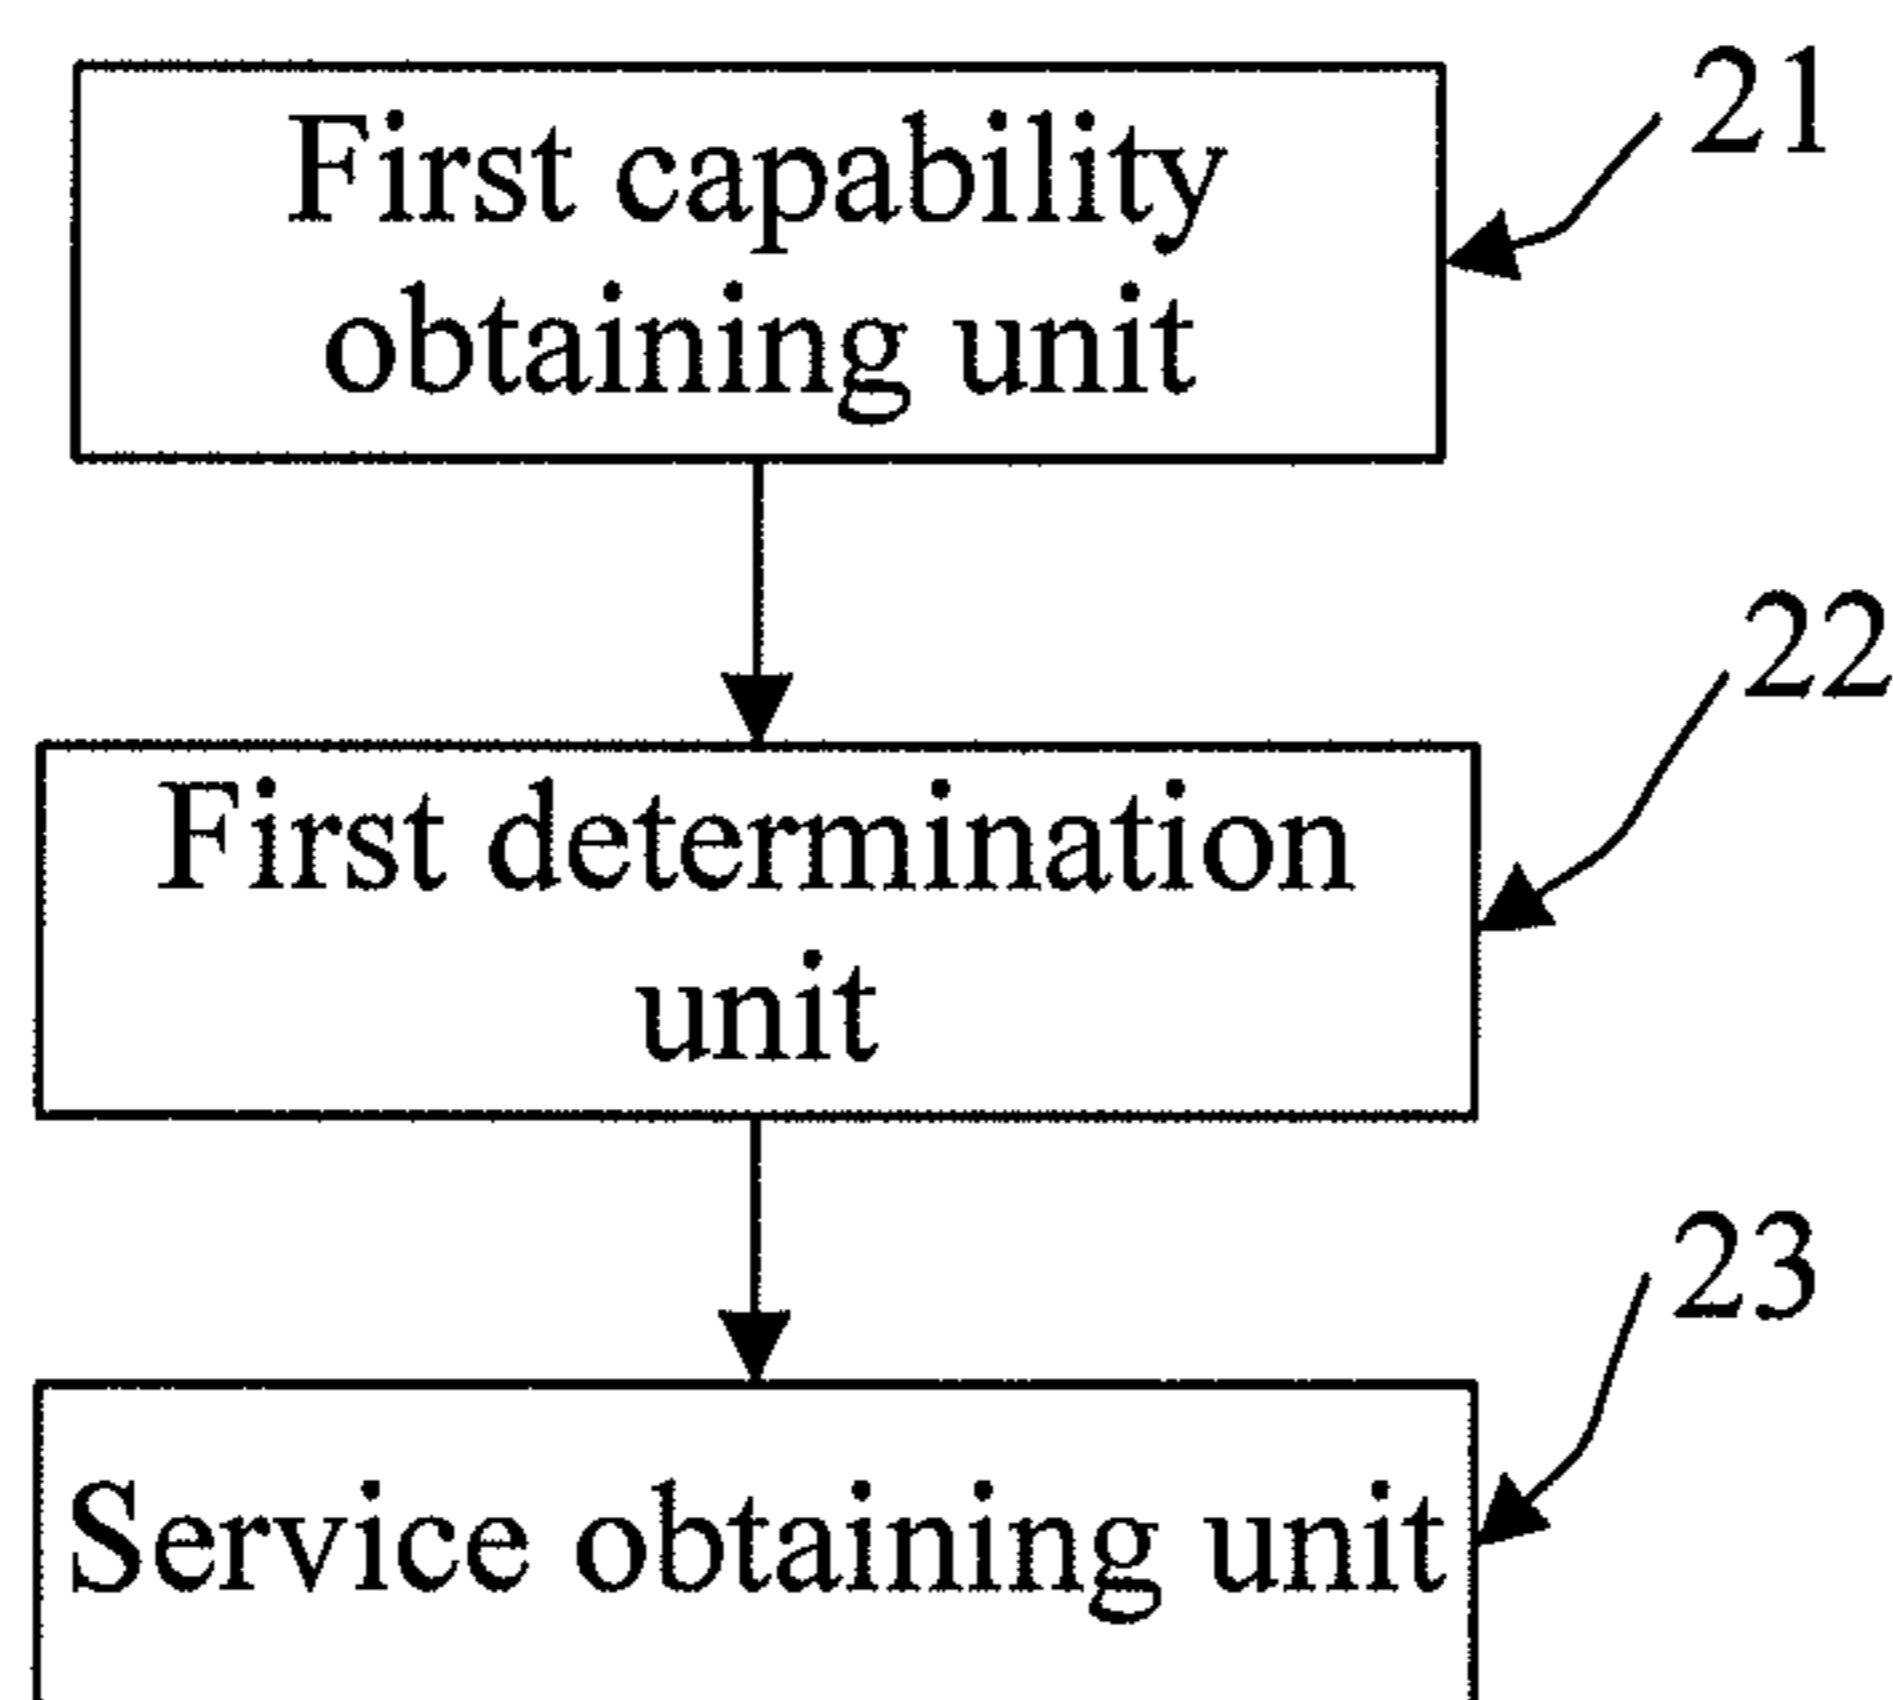 First capability
21
obtaining unit
22
First determination
unit
23
Service obtaining unit